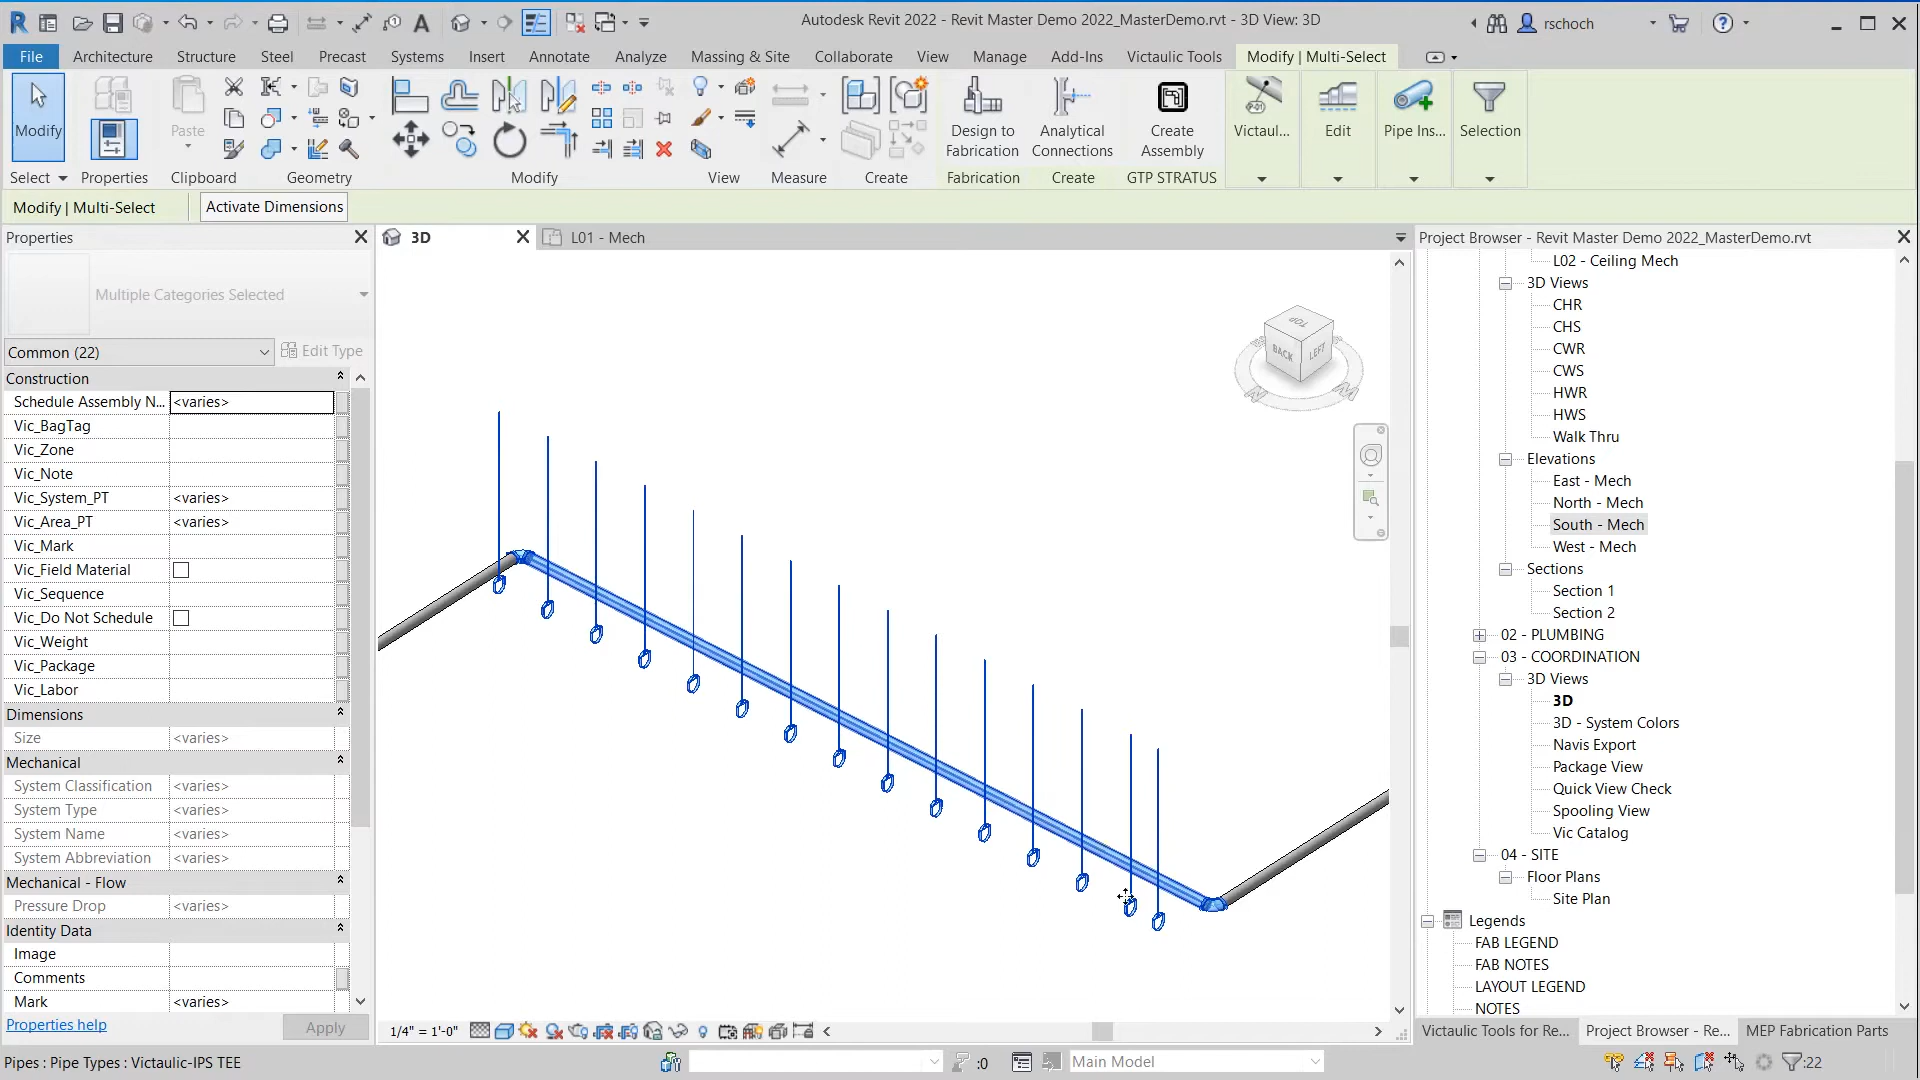 Autodesk Revit 2022 - Revit Master Demo 2022_MasterDemo.rvt - 3D View: 3D
rschoch
File
Architecture
Structure
Steel
Precast
Systems
Insert
Annotate
Analyze
Massing & Site
Collaborate
View
Manage
Add-Ins
Victaulic Tools
Modify | Multi-Select
Modify
Paste
Design to
Fabrication
Analytical
Connections
Create
Assembly
Victaul...
Edit
Pipe Ins...
Selection
Select
Properties
Clipboard
Geometry
Modify
View
Measure
Create
Fabrication
Create
GTP STRATUS
Modify | Multi-Select
Activate Dimensions
Properties
Multiple Categories Selected
Common (22)
Edit Type
Construction
Schedule Assembly N... <varies>
Vic_BagTag
Vic_Zone
Vic_Note
Vic_System_PT <varies>
Vic_Area_PT <varies>
Vic_Mark
Vic_Field Material
Vic_Sequence
Vic_Do Not Schedule
Vic_Weight
Vic_Package
Vic_Labor
Dimensions
Size <varies>
Mechanical
System Classification <varies>
System Type <varies>
System Name <varies>
System Abbreviation <varies>
Mechanical - Flow
Pressure Drop <varies>
Identity Data
Image
Comments
Mark <varies>
Properties help
Apply
3D
L01 - Mech
TOP
BACK
LEFT
N
1/4" = 1'-0"
Project Browser - Revit Master Demo 2022_MasterDemo.rvt
L02 - Ceiling Mech
3D Views
CHR
CHS
CWR
CWS
HWR
HWS
Walk Thru
Elevations
East - Mech
North - Mech
South - Mech
West - Mech
Sections
Section 1
Section 2
02 - PLUMBING
03 - COORDINATION
3D Views
3D
3D - System Colors
Navis Export
Package View
Quick View Check
Spooling View
Vic Catalog
04 - SITE
Floor Plans
Site Plan
Legends
FAB LEGEND
FAB NOTES
LAYOUT LEGEND
NOTES
Victaulic Tools for Re...
Project Browser - Re...
MEP Fabrication Parts
Pipes : Pipe Types : Victaulic-IPS TEE
:0
Main Model
:22